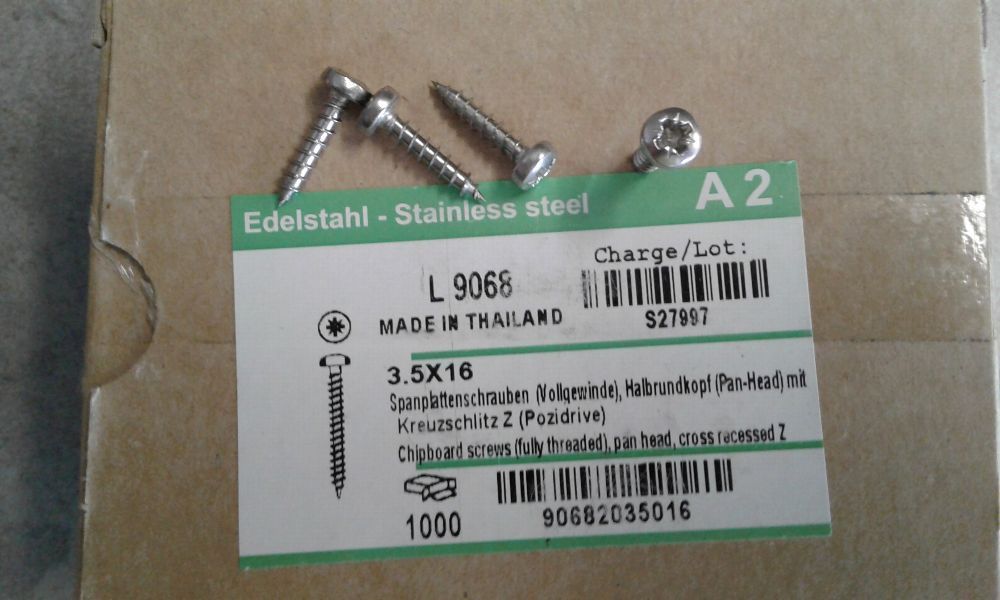 Edelstahl - Stainless steel
A 2
Charge/Lot:
L 9068
MADE IN THAILAND
S27997
3.5X16
Spanplattenschrauben (Vollgewinde), Halbrundkopf (Pan-Head) mit
Kreuzschlitz Z (Pozidrive)
Chipboard screws (fully threaded), pan head, cross recessed Z
1000
90682035016